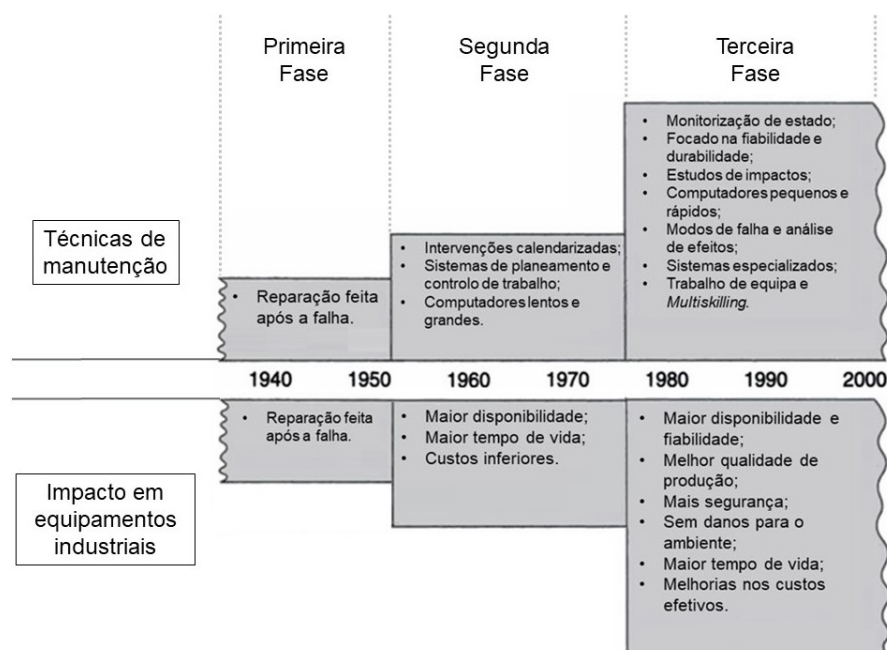 Primeira
Fase
Segunda
Fase
Terceira
Fase
Técnicas de
manutenção
• Reparação feita
após a falha.
• Intervenções calendarizadas;
• Sistemas de planeamento e
controlo de trabalho;
• Computadores lentos e
grandes.
• Monitorização de estado;
• Focado na fiabilidade e
durabilidade;
• Estudos de impactos;
• Computadores pequenos e
rápidos;
• Modos de falha e análise
de efeitos;
• Sistemas especializados;
• Trabalho de equipa e
Multiskilling.
1940 1950 1960 1970 1980 1990 2000
Impacto em
equipamentos
industriais
• Reparação feita
após a falha.
• Maior disponibilidade;
• Maior tempo de vida;
• Custos inferiores.
• Maior disponibilidade e
fiabilidade;
• Melhor qualidade de
produção;
• Mais segurança;
• Sem danos para o
ambiente;
• Maior tempo de vida;
• Melhorias nos custos
efetivos.